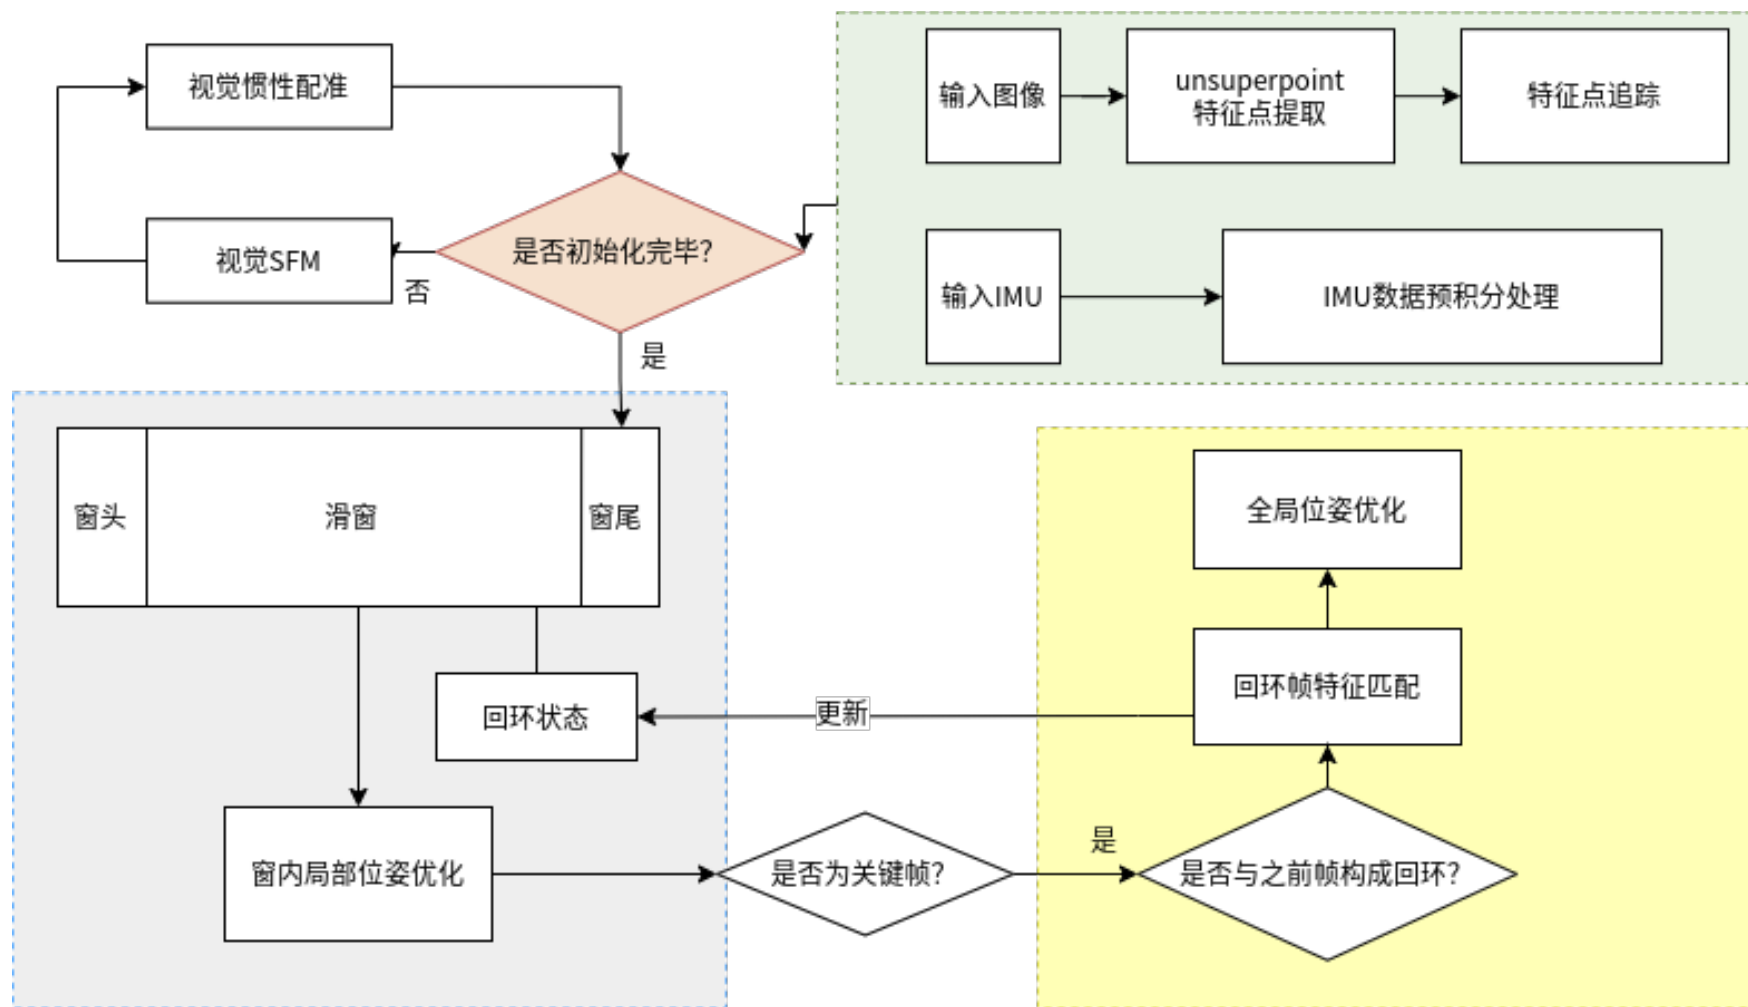 视觉惯性配准
输入图像
unsuperpoint
特征点提取
特征点追踪
是否初始化完毕?
视觉SFM
否
输入IMU
IMU数据预积分处理
是
窗头
滑窗
窗尾
全局位姿优化
回环帧特征匹配
更新
回环状态
是
窗内局部位姿优化
是否为关键帧?
是否与之前帧构成回环?